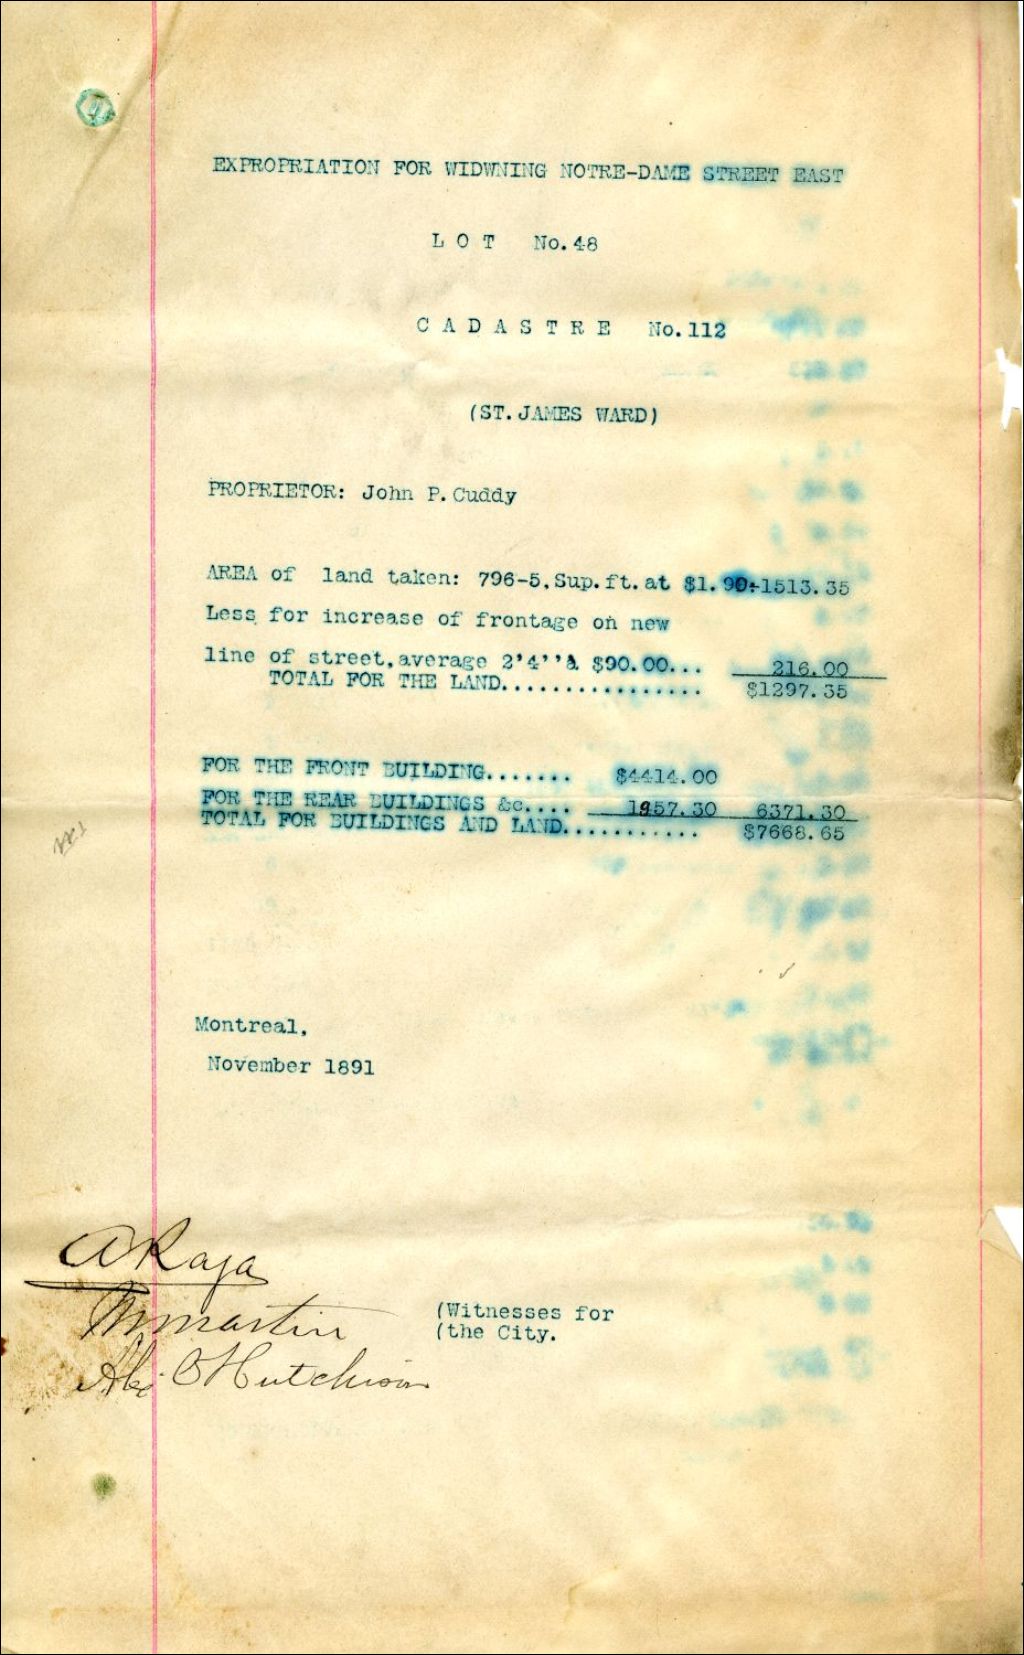 EXPROPRIATION FOR WIDWNING NOTRE-DAME STREET EAST
L O T No.48
C A D A S T R E No.112
(ST.JAMES WARD)
PROPRIETOR: John P.Cuddy
AREA of land taken: 796-5.Sup.ft.at $1.90-1513.35
Less for increase of frontage on new
line of street.average 2'4''à $90.00... 216.00
TOTAL FOR THE LAND................ $1297.35
FOR THE FRONT BUILDING....... $4414.00
FOR THE REAR BUILDINGS &c.... 1957.30 6371.30
TOTAL FOR BUILDINGS AND LAND........... $7668.65
Montreal,
November 1891
A Raza
martin
(Witnesses for
(the City.
Hutchison